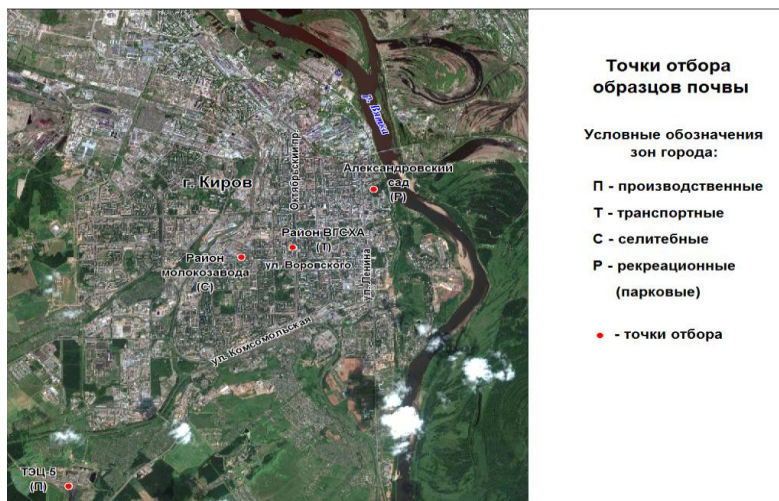 р. Вятка
Октябрьский пр.
Александровский
сад
(Р)
г. Киров
Район ВГСХА
(Т)
Район
молокозавода
(С)
ул. Воровского
ул. Ленина
ул. Комсомольская
ТЭЦ-5
(П)
Точки отбора
образцов почвы
Условные обозначения
зон города:
П - производственные
Т - транспортные
С - селитебные
Р - рекреационные
(парковые)
- точки отбора